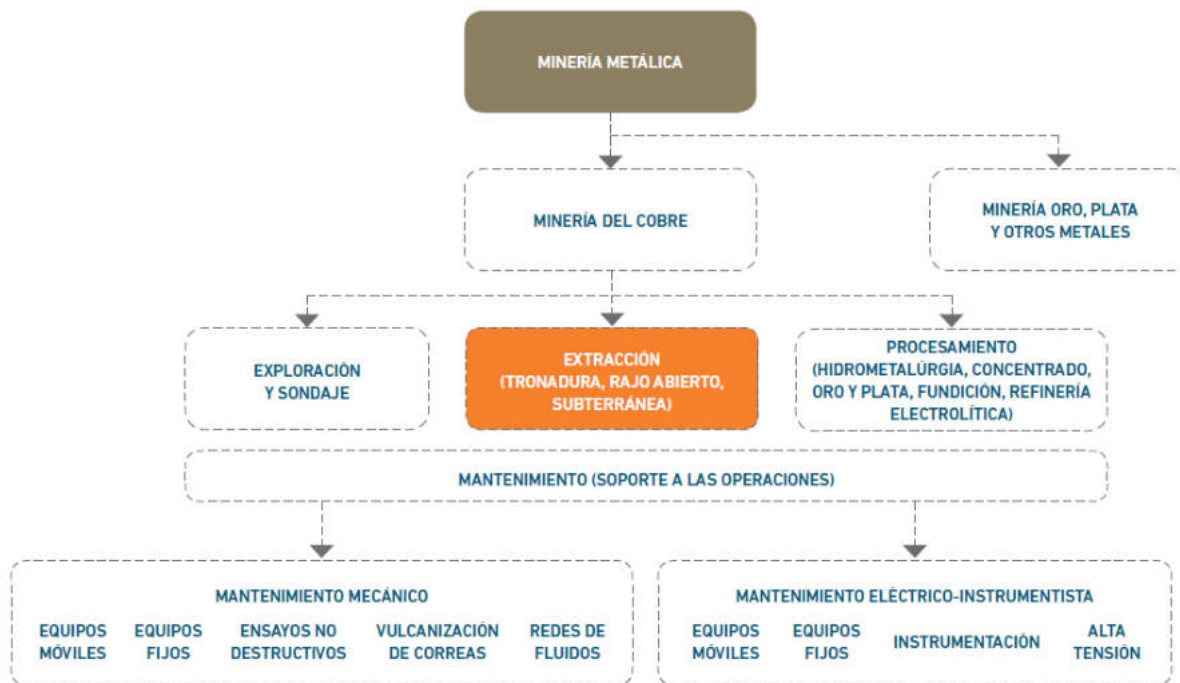 MINERÍA METÁLICA
MINERÍA DEL COBRE
MINERÍA ORO, PLATA
Y OTROS METALES
EXPLORACIÓN
Y SONDAJE
EXTRACCIÓN
(TRONADURA, RAJO ABIERTO,
SUBTERRÁNEA)
PROCESAMIENTO
(HIDROMETALÚRGIA, CONCENTRADO,
ORO Y PLATA, FUNDICIÓN, REFINERÍA
ELECTROLÍTICA)
MANTENIMIENTO (SOPORTE A LAS OPERACIONES)
MANTENIMIENTO MECÁNICO
EQUIPOS
MÓVILES
EQUIPOS
FIJOS
ENSAYOS NO
DESTRUCTIVOS
VULCANIZACIÓN
DE CORREAS
REDES DE
FLUIDOS
MANTENIMIENTO ELÉCTRICO-INSTRUMENTISTA
EQUIPOS
MÓVILES
EQUIPOS
FIJOS
INSTRUMENTACIÓN
ALTA
TENSIÓN